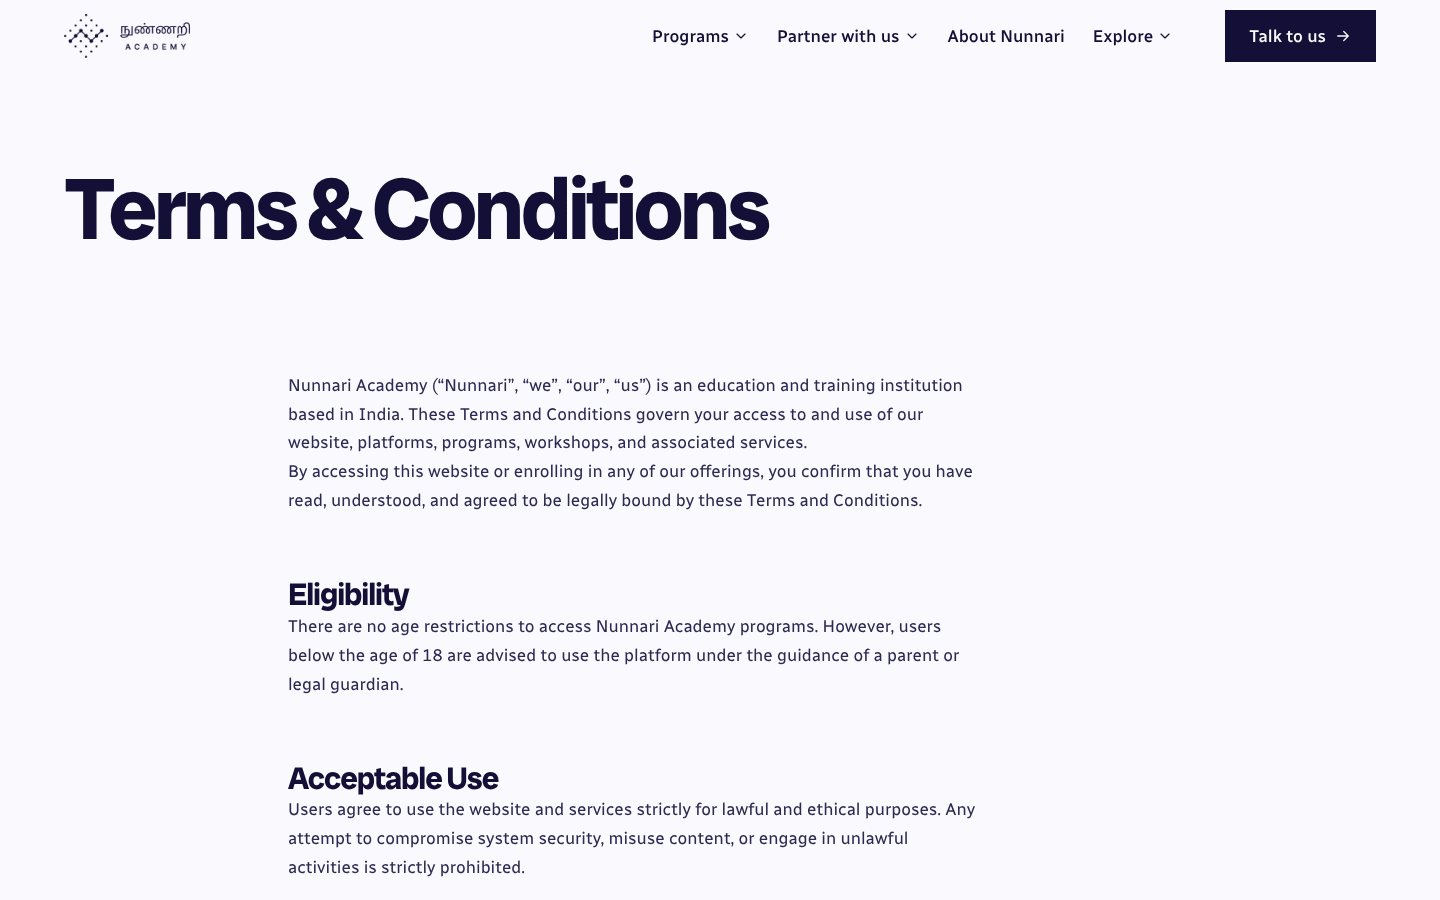 நுண்ணறி
ACADEMY
Programs
Partner with us
About Nunnari
Explore
Talk to us →
Terms & Conditions
Nunnari Academy (“Nunnari”, “we”, “our”, “us”) is an education and training institution
based in India. These Terms and Conditions govern your access to and use of our
website, platforms, programs, workshops, and associated services.
By accessing this website or enrolling in any of our offerings, you confirm that you have
read, understood, and agreed to be legally bound by these Terms and Conditions.
Eligibility
There are no age restrictions to access Nunnari Academy programs. However, users
below the age of 18 are advised to use the platform under the guidance of a parent or
legal guardian.
Acceptable Use
Users agree to use the website and services strictly for lawful and ethical purposes. Any
attempt to compromise system security, misuse content, or engage in unlawful
activities is strictly prohibited.